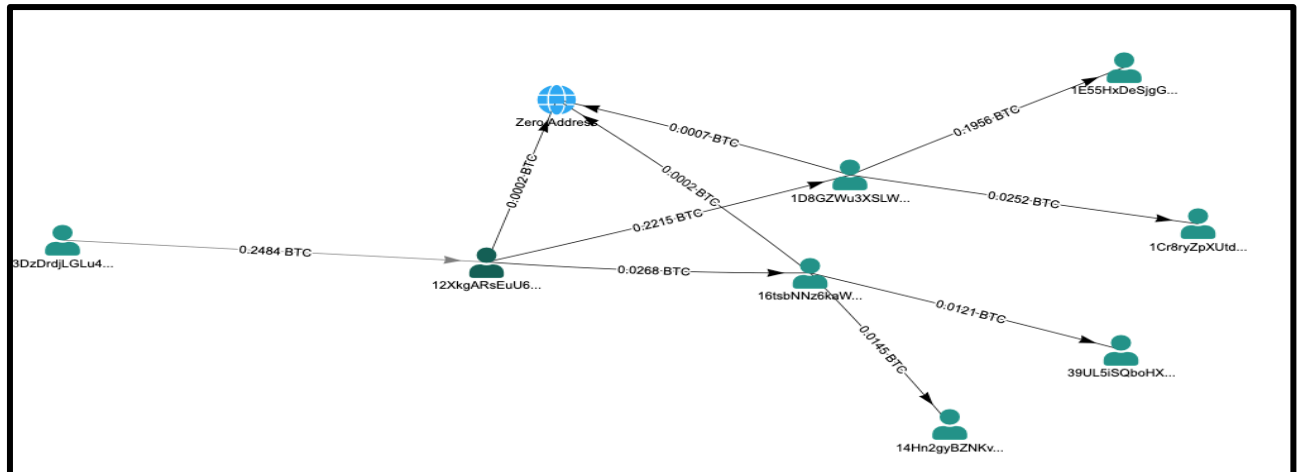 1E55HxDeSjgG...
Zero Address
0.1956 BTC
0.0007 BTC
0.0002 BTC
0.0002 BTC
1D8GZWu3XSLW...
0.0252 BTC
0.2215 BTC
1Cr8ryZpXUtd...
0.2484 BTC
3DzDrdjLGLu4...
0.0268 BTC
12XkgARsEuU6...
16tsbNNz6kaW...
0.0121 BTC
0.0145 BTC
39UL5iSQboHX...
14Hn2gyBZNKv...